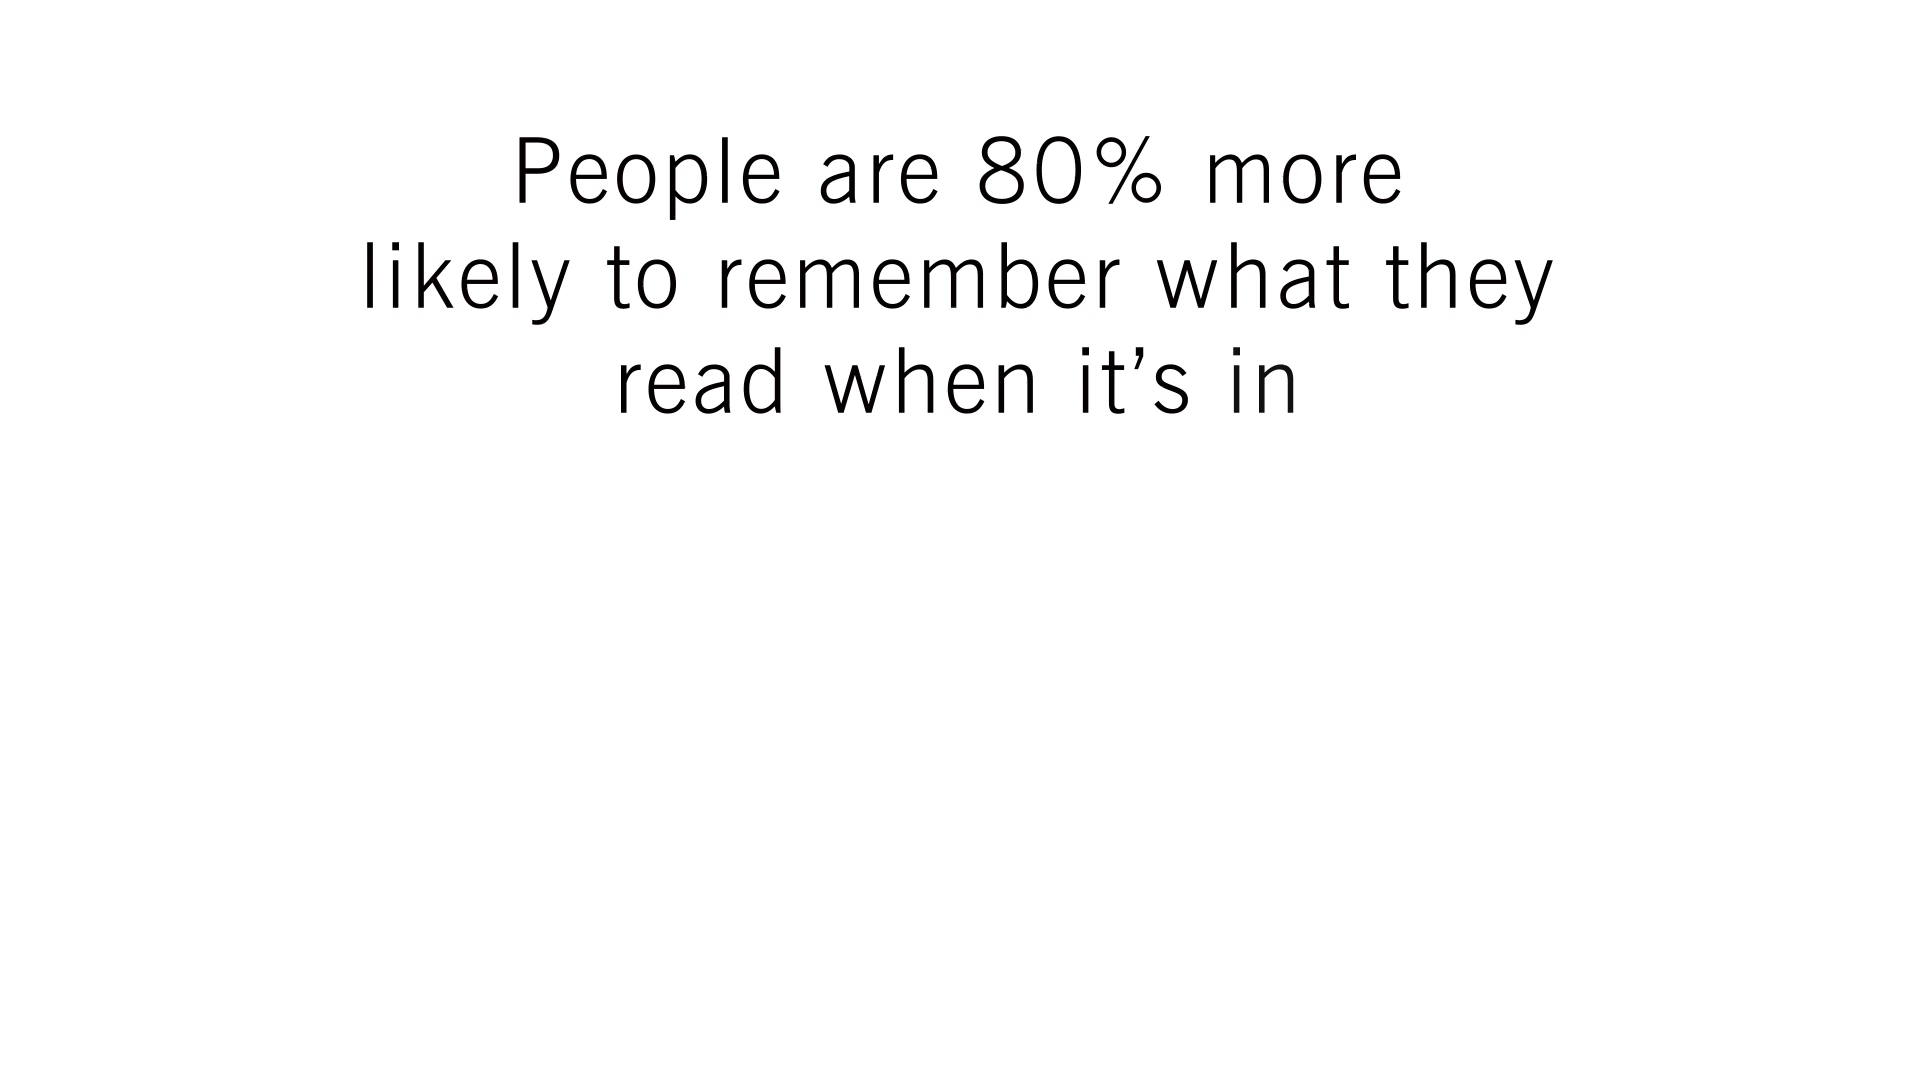 People are 80% more
likely to remember what they
read when it’s in